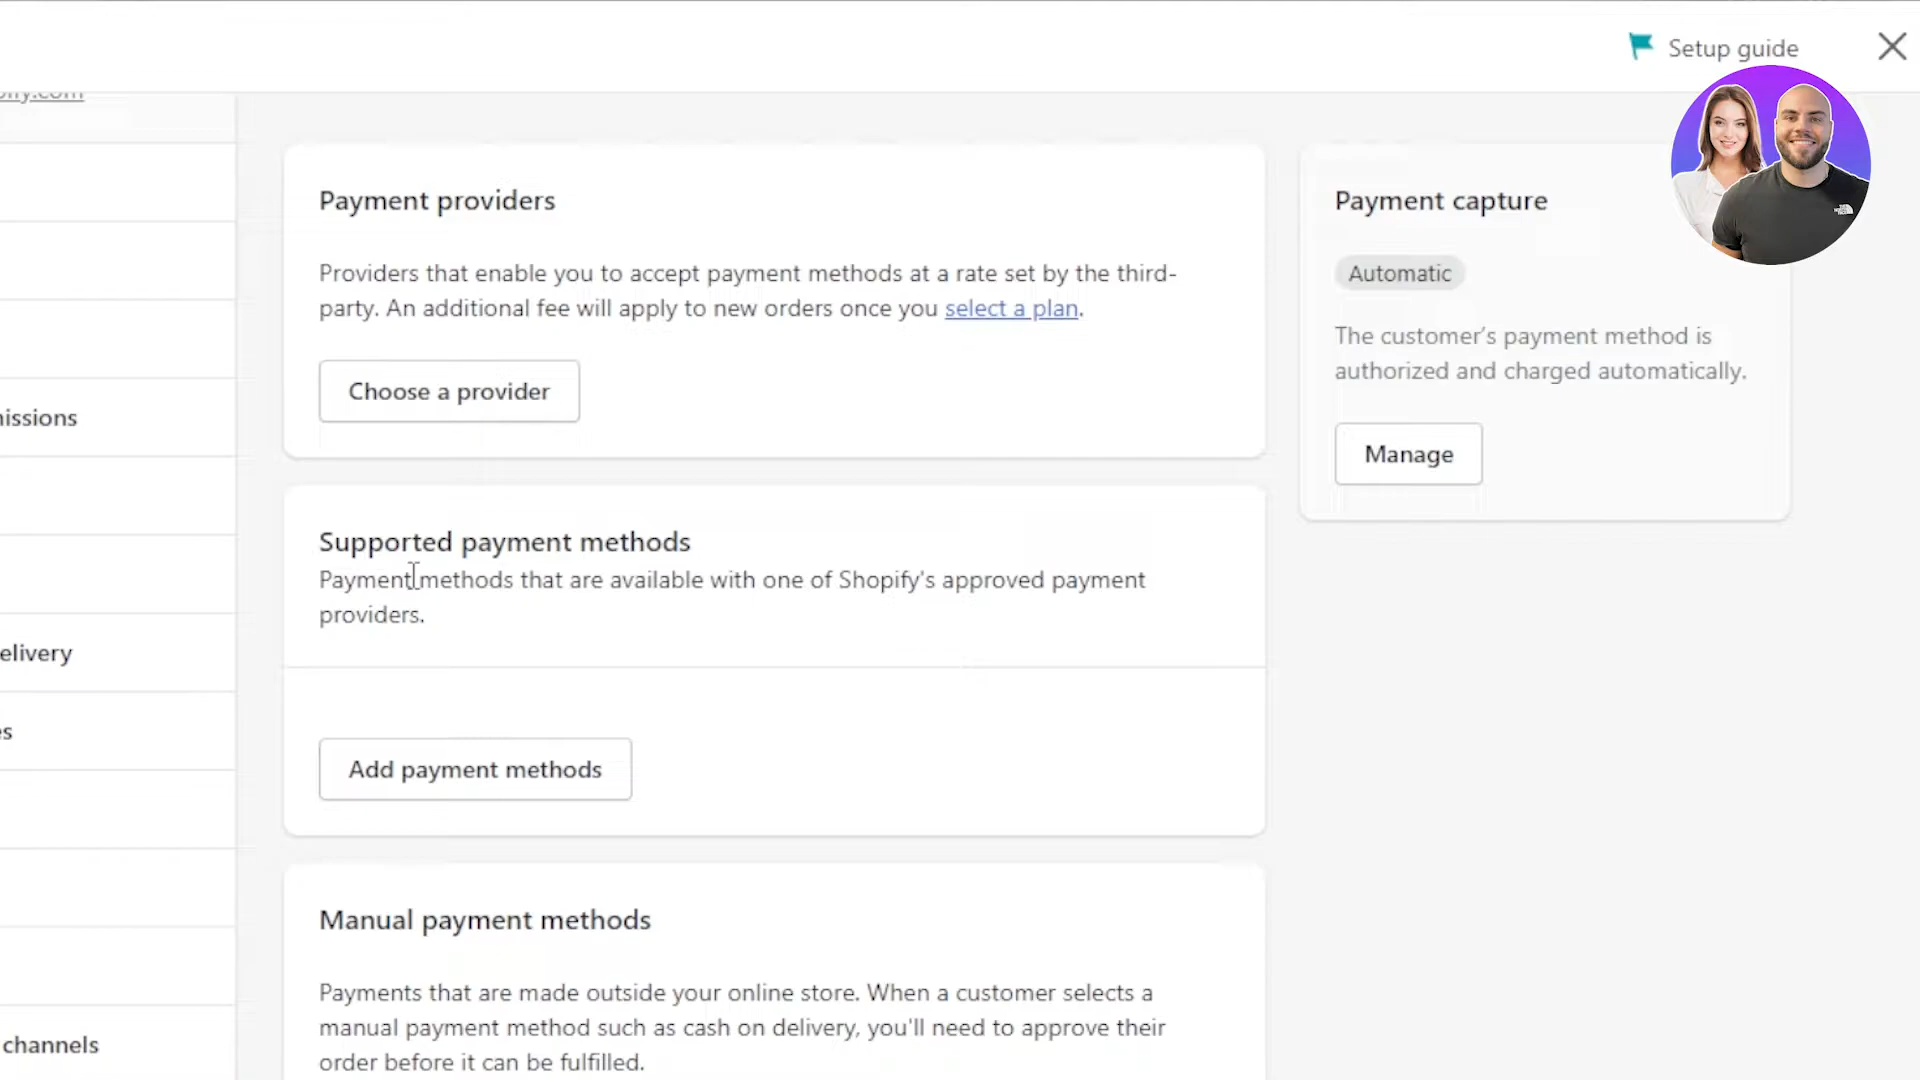 Setup guide
Payment providers
Providers that enable you to accept payment methods at a rate set by the third-
party. An additional fee will apply to new orders once you select a plan.
Choose a provider
Payment capture
Automatic
The customer's payment method is
authorized and charged automatically.
Manage
Supported payment methods
Payment methods that are available with one of Shopify's approved payment
providers.
Add payment methods
Manual payment methods
Payments that are made outside your online store. When a customer selects a
manual payment method such as cash on delivery, you'll need to approve their
order before it can be fulfilled.
missions
elivery
es
channels